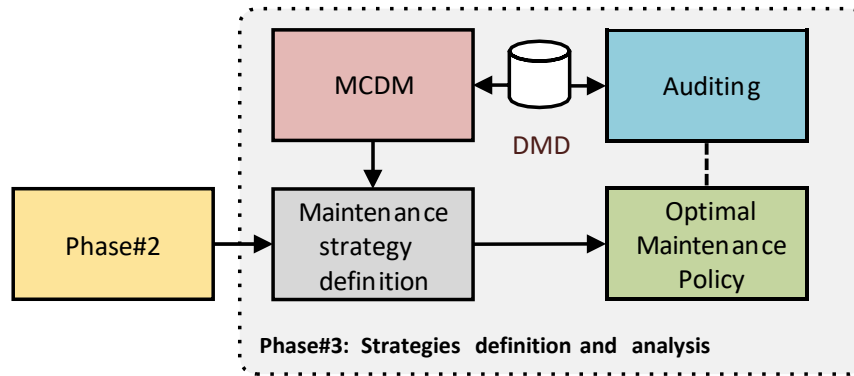 MCDM
DMD
Auditing
Phase#2
Maintenance
strategy
definition
Optimal
Maintenance
Policy
Phase#3: Strategies definition and analysis